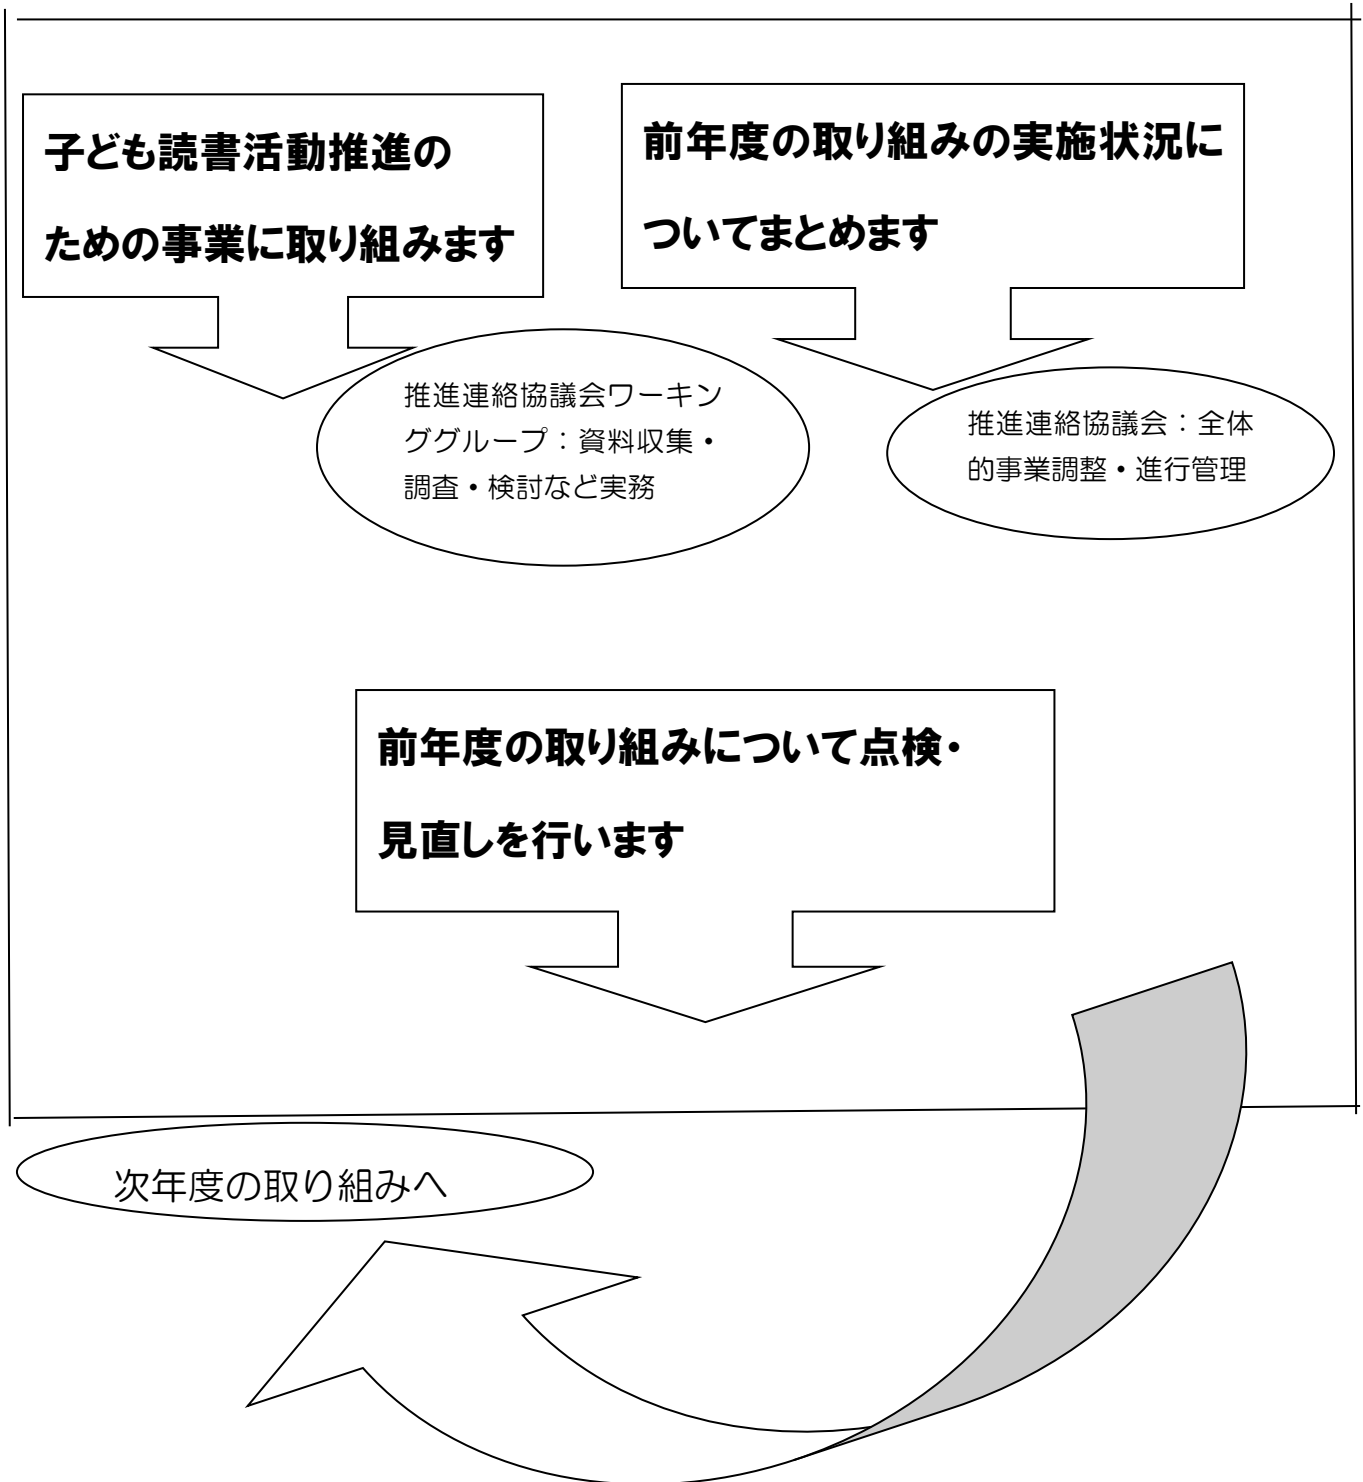 子ども読書活動推進の
ための事業に取り組みます
前年度の取り組みの実施状況に
ついてまとめます
推進連絡協議会ワーキン
ググループ：資料収集・
調査・検討など実務
推進連絡協議会：全体
的事業調整・進行管理
前年度の取り組みについて点検・
見直しを行います
次年度の取り組みへ